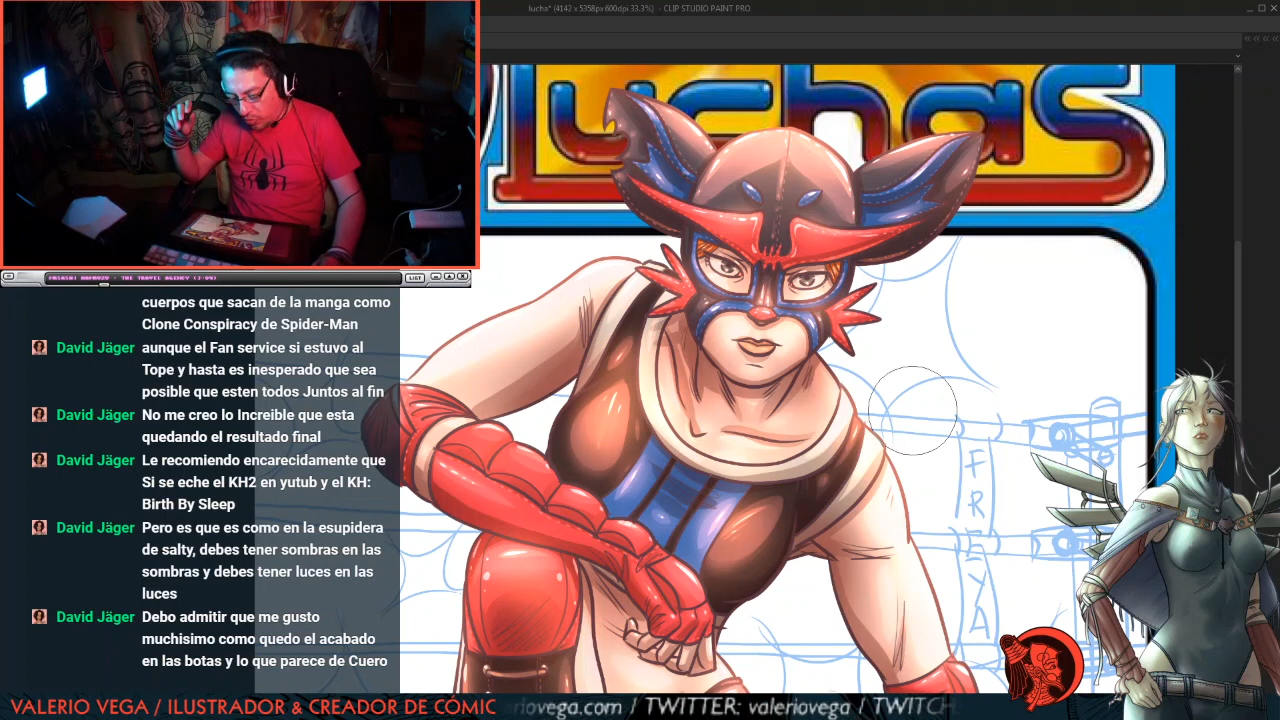 lucha* (4142 x 5358px 600dpi 33.3%) - CLIP STUDIO PAINT PRO
Luchas
THE TRAVEL AGENCY
LIST
cuerpos que sacan de la manga como
Clone Conspiracy de Spider-Man
David Jäger aunque el Fan service si estuvo al
Tope y hasta es inesperado que sea
posible que esten todos Juntos al fin
David Jäger No me creo lo Increible que esta
quedando el resultado final
David Jäger Le recomiendo encarecidamente que
Si se eche el KH2 en yutub y el KH:
Birth By Sleep
David Jäger Pero es que es como en la esupidera
de salty, debes tener sombras en las
sombras y debes tener luces en las
luces
David Jäger Debo admitir que me gusto
muchisimo como quedo el acabado
en las botas y lo que parece de Cuero
FREYA
VALERIO VEGA / ILUSTRADOR & CREADOR DE CÓMIC
riovega.com / TWITTER: valeriovega / TWITCH